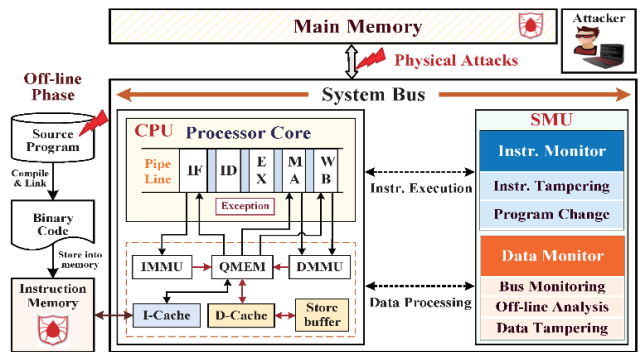 Main Memory
Attacker
Physical Attacks
Off-line
Phase
System Bus
Source
Program
Compile
& Link
Binary
Code
Store into
memory
Instruction
Memory
CPU
Processor Core
Pipe
Line
IF
ID
E
X
M
A
W
B
Exception
IMMU
QMEM
DMMU
I-Cache
D-Cache
Store
buffer
Instr. Execution
Data Processing
SMU
Instr. Monitor
Instr. Tampering
Program Change
Data Monitor
Bus Monitoring
Off-line Analysis
Data Tampering